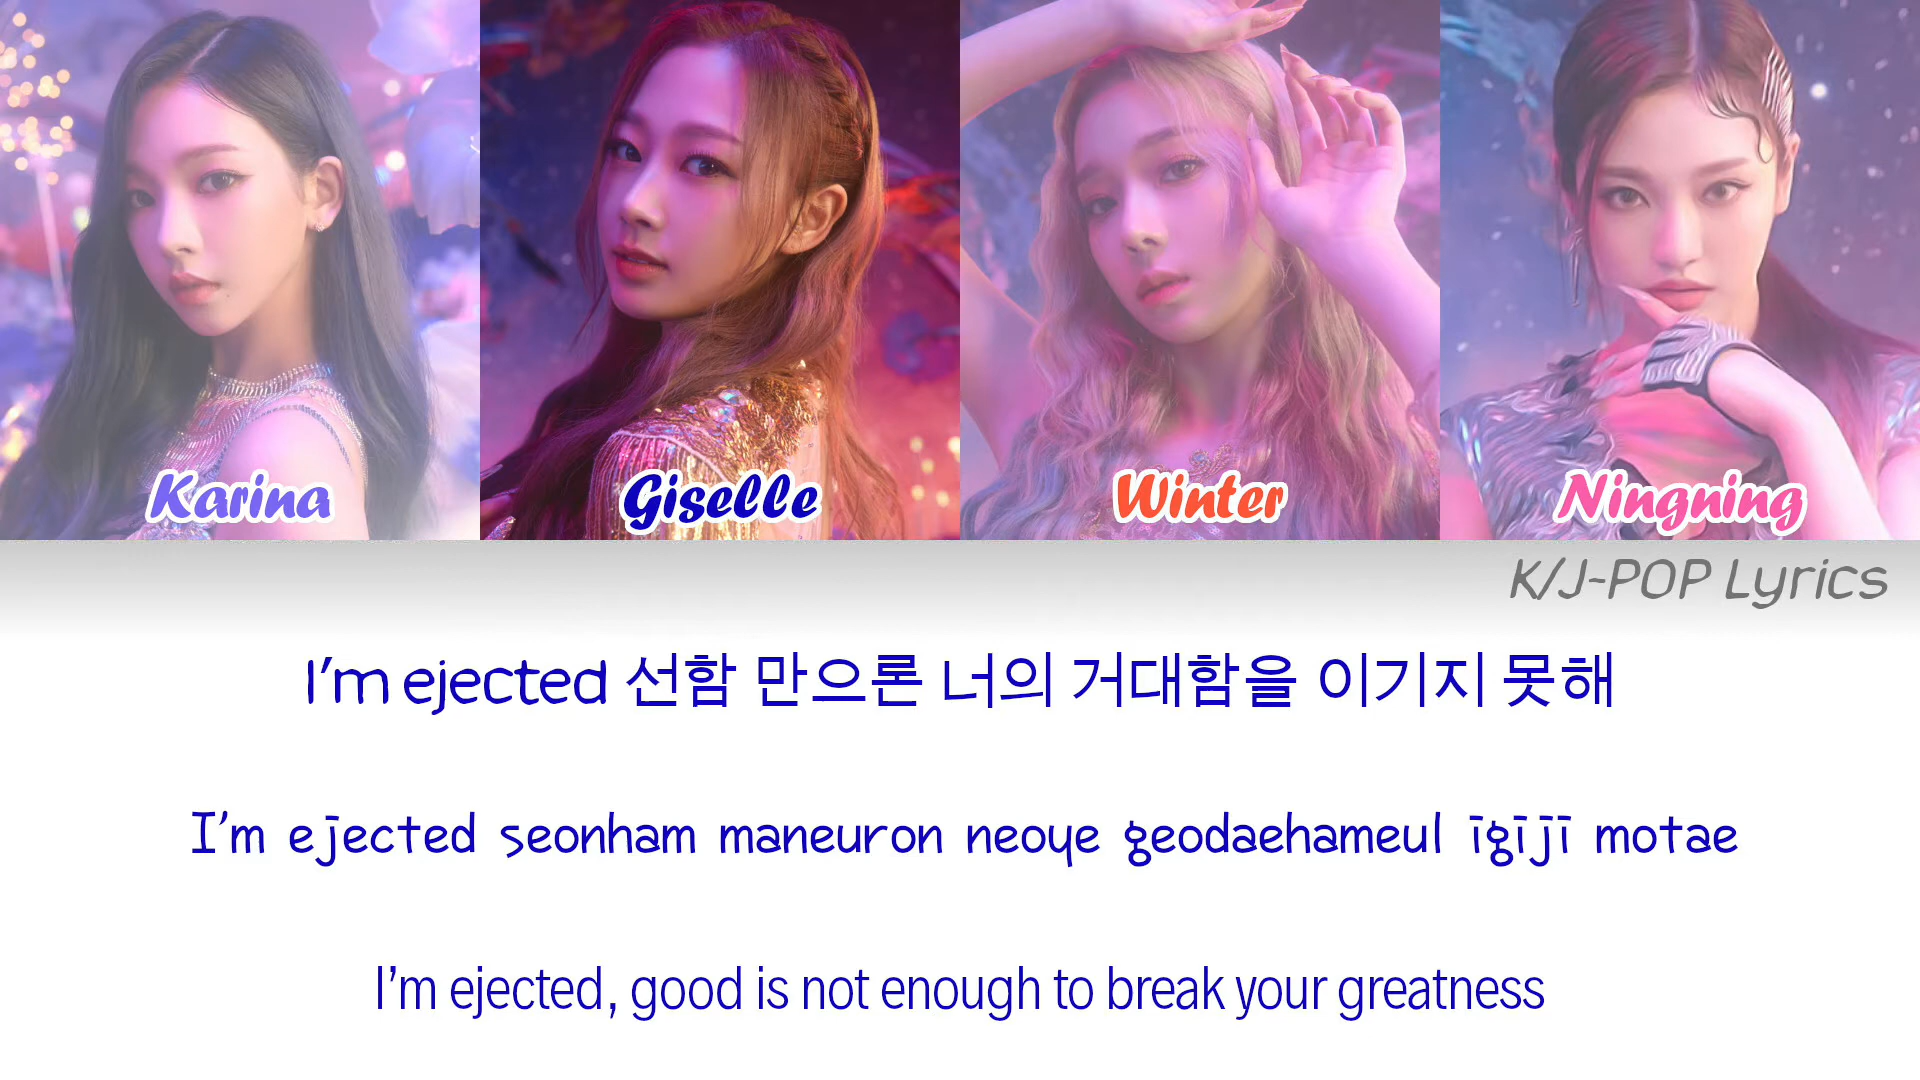 Karina
Giselle
Winter
Ningning
K/J-POP Lyrics
I'm ejected 선함 만으론 너의 거대함을 이기지 못해
I'm ejected seonham maneuron neoye geodaehameul īgījī motae
I'm ejected, good is not enough to break your greatness